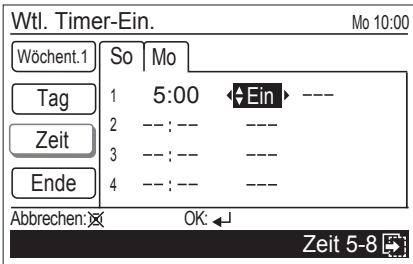 Wtl. Timer-Ein. Mo 10:00
Wöchent.1 So Mo
Tag 1 5:00 Ein ---
Zeit 2 --:-- ---
3 --:-- ---
Ende 4 --:-- ---
Abbrechen: OK:
Zeit 5-8